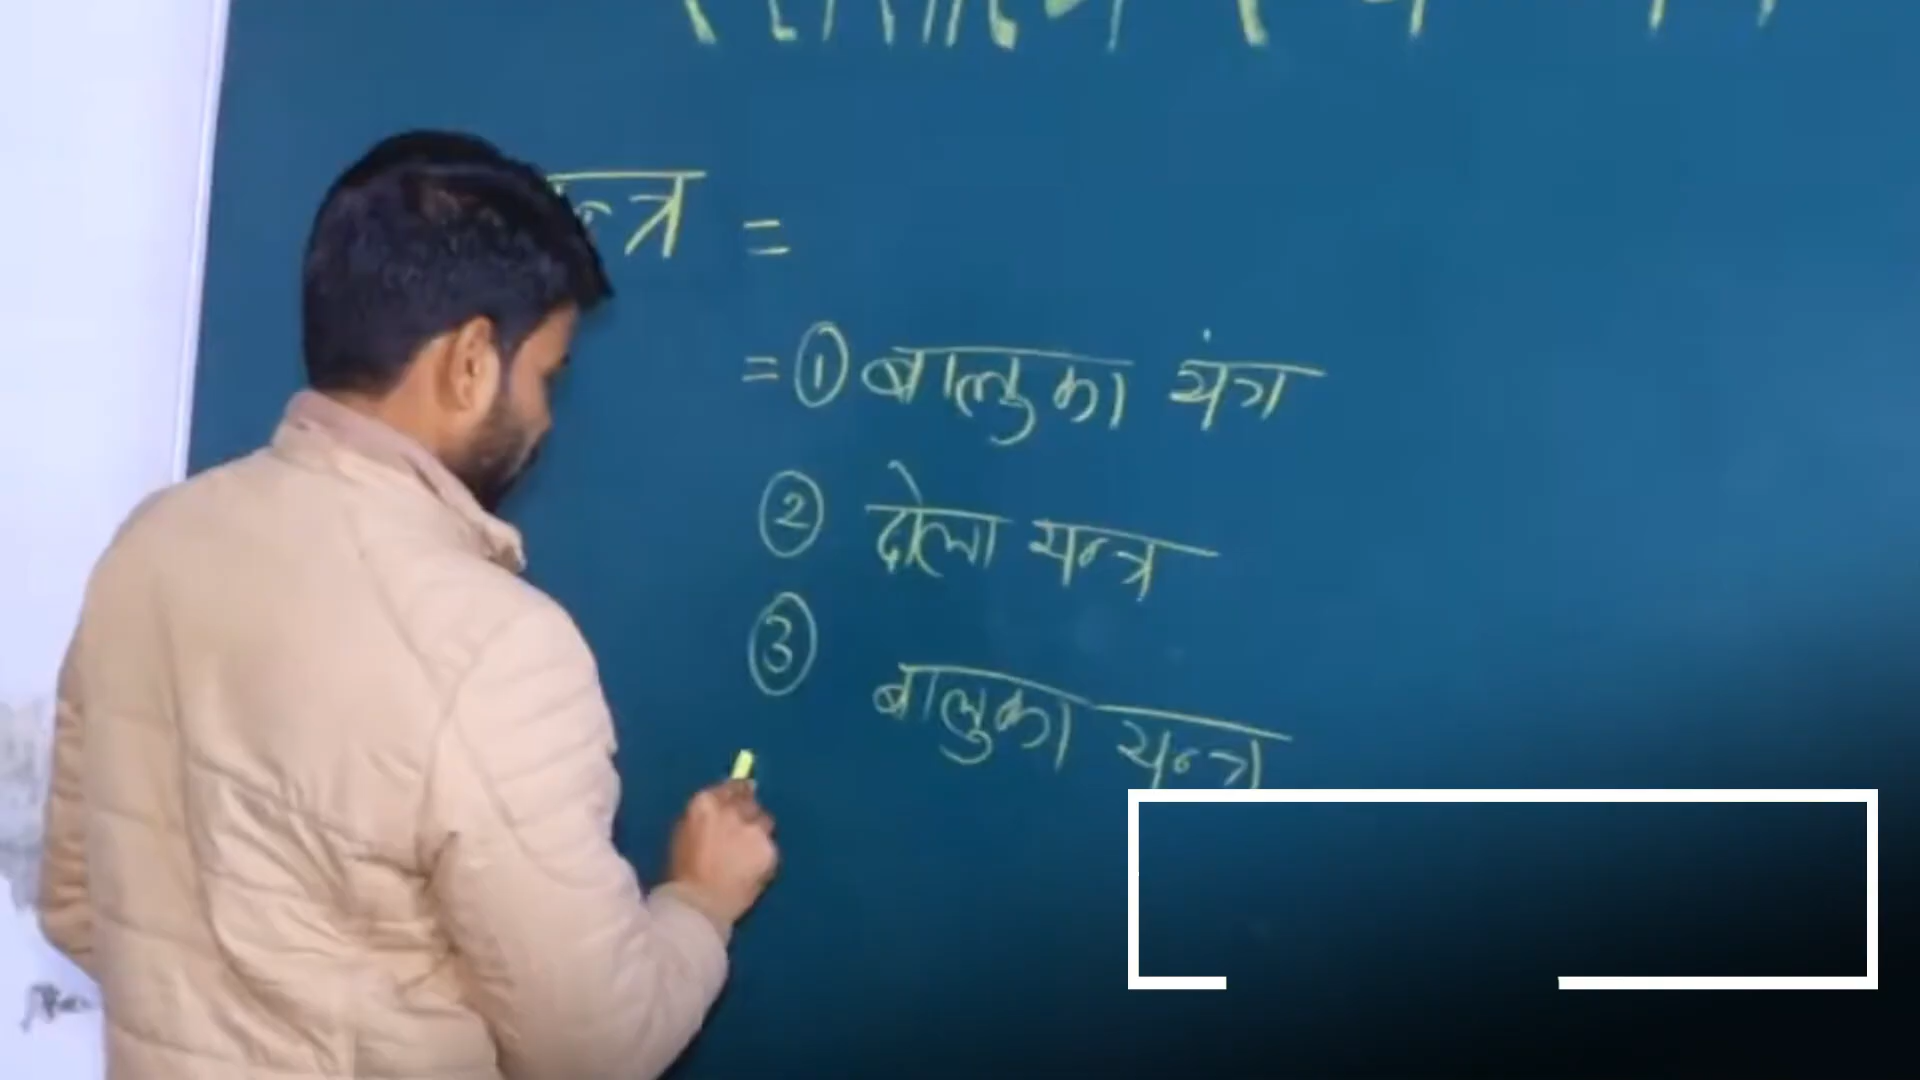 =
= ① बालुका यंत्र
② दोला यन्त्र
③
बालुका यन्त्र